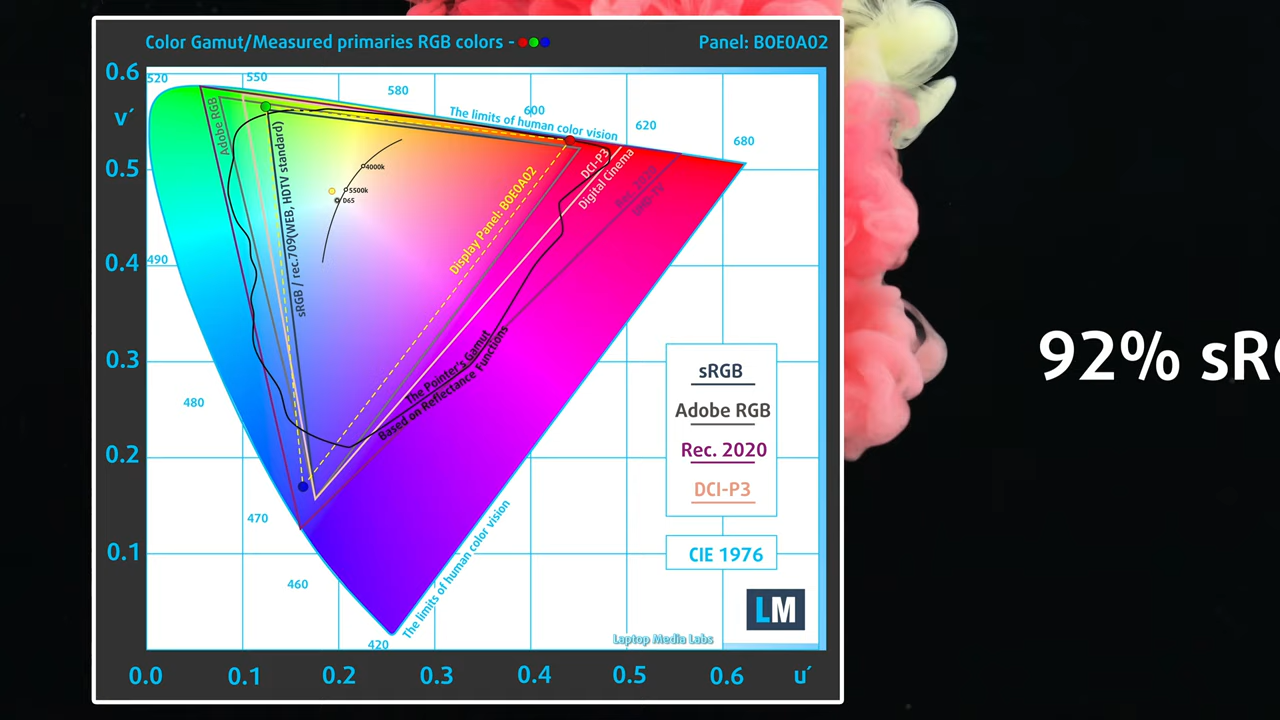 Color Gamut/Measured primaries RGB colors -
Panel: BOE0A02
0.6
v´
0.5
0.4
0.3
0.2
0.1
0.0
0.1
0.2
0.3
0.4
0.5
0.6
u´
520
550
580
600
620
680
490
480
470
460
420
The limits of human color vision
Adobe RGB
sRGB / rec.709(WEB, HDTV standard)
4000k
5500k
D65
Display Panel: BOE0A02
DCI-P3
Digital Cinema
Rec. 2020
UHD-TV
The Pointer's Gamut
Based on Reflectance Functions
The limits of human color vision
sRGB
Adobe RGB
Rec. 2020
DCI-P3
CIE 1976
LM
Laptop Media Labs
92%